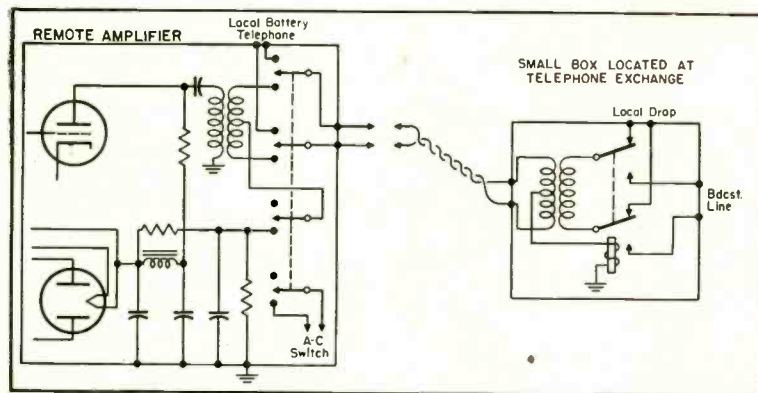 REMOTE AMPLIFIER
Local Battery
Telephone
A-C
Switch
SMALL BOX LOCATED AT
TELEPHONE EXCHANGE
Local Drop
Bdcst.
Line